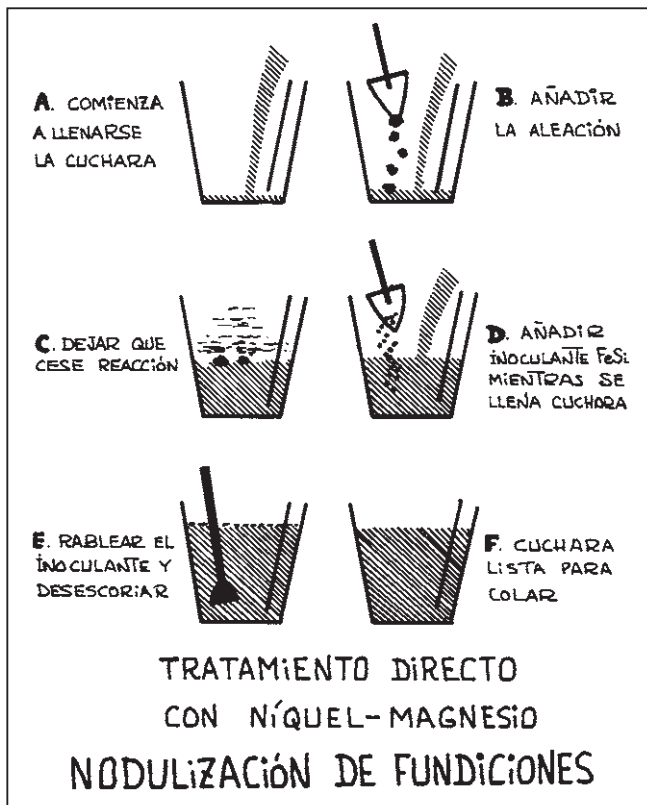 A. COMIENZA
A LLENARSE
LA CUCHARA
B. AÑADIR
LA ALEACIÓN
C. DEJAR QUE
CESE REACCIÓN
D. AÑADIR
INOCULANTE FeSi
MIENTRAS SE
LLENA CUCHORA
E. RABLEAR EL
INOCULANTE Y
DESESCORIAR
F. CUCHARA
LISTA PARA
COLAR
TRATAMIENTO DIRECTO
CON NÍQUEL-MAGNESIO
NODULIZACIÓN DE FUNDICIONES